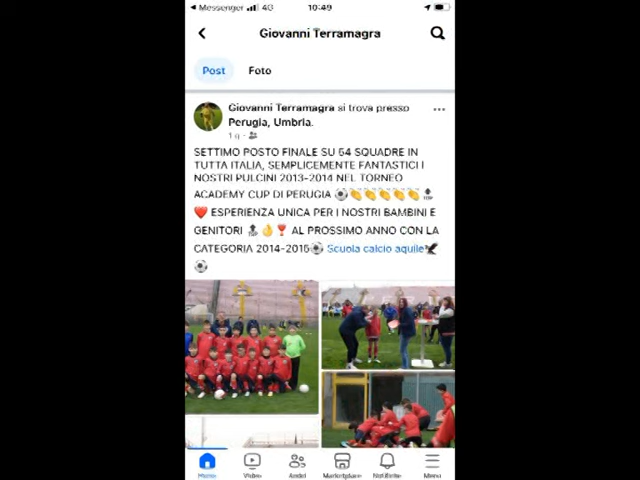 Messenger 4G 10:49
Giovanni Terramagra
Post Foto
Giovanni Terramagra si trova presso
Perugia, Umbria.
1 g
SETTIMO POSTO FINALE SU 64 SQUADRE IN
TUTTA ITALIA, SEMPLICEMENTE FANTASTICI I
NOSTRI PULCINI 2013-2014 NEL TORNEO
ACADEMY CUP DI PERUGIA ⚽👏👏👏👏👏🔝
❤️ ESPERIENZA UNICA PER I NOSTRI BAMBINI E
GENITORI 🔝👌❣️ AL PROSSIMO ANNO CON LA
CATEGORIA 2014-2015⚽ Scuola calcio aquile🦅
⚽
Home Video Amici Marketplace Notifiche Menu